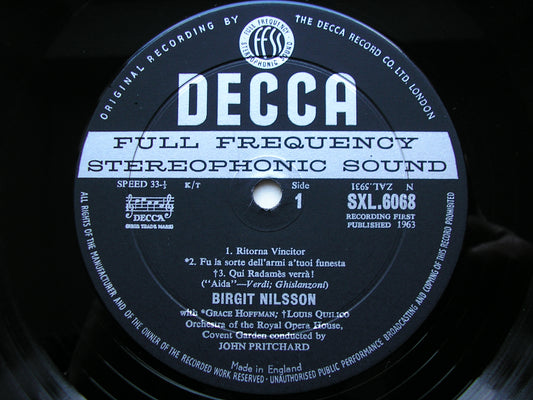 ORIGINAL RECORDING BY THE DECCA RECORD CO. LTD. LONDON
FULL FREQUENCY
ffss
STEREOPHONIC SOUND
DECCA
FULL FREQUENCY
STEREOPHONIC SOUND
SPEED 33-⅓ K/T Side ZAL.5931 N
1 SXL.6068
DECCA RECORDING FIRST
REGD. TRADE MARK PUBLISHED 1963
1. Ritorna Vincitor
*2. Fu la sorte dell'armi a'tuoi funesta
†3. Qui Radamès verrà!
("Aida"—Verdi; Ghislanzoni)
BIRGIT NILSSON
with *GRACE HOFFMAN; †LOUIS QUILICO
Orchestra of the Royal Opera House,
Covent Garden conducted by
JOHN PRITCHARD
Made in England
ALL RIGHTS OF THE MANUFACTURER AND OF THE OWNER OF THE RECORDED WORK RESERVED · UNAUTHORISED PUBLIC PERFORMANCE BROADCASTING AND COPYING OF THIS RECORD PROHIBITED